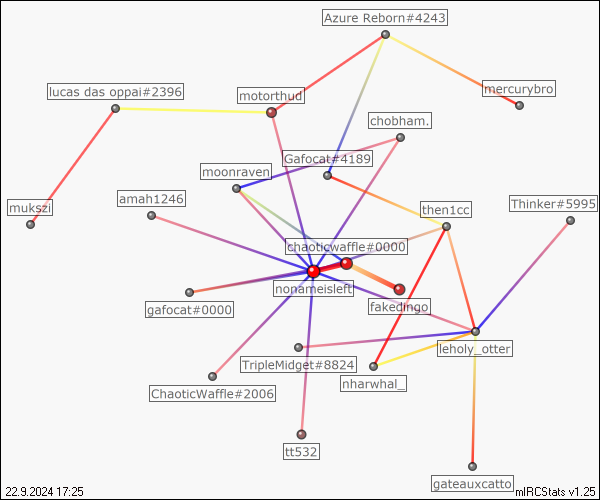 Azure Reborn#4243
lucas das oppai#2396
motorthud
mercurybro
chobham.
Gafocat#4189
moonraven
amah1246
mukszi
then1cc
Thinker#5995
chaoticwaffle#0000
nonameisleft
gafocat#0000
fakedingo
leholy_otter
TripleMidget#8824
nharwhal_
ChaoticWaffle#2006
tt532
gateauxcatto
22.9.2024 17:25
mIRCStats v1.25